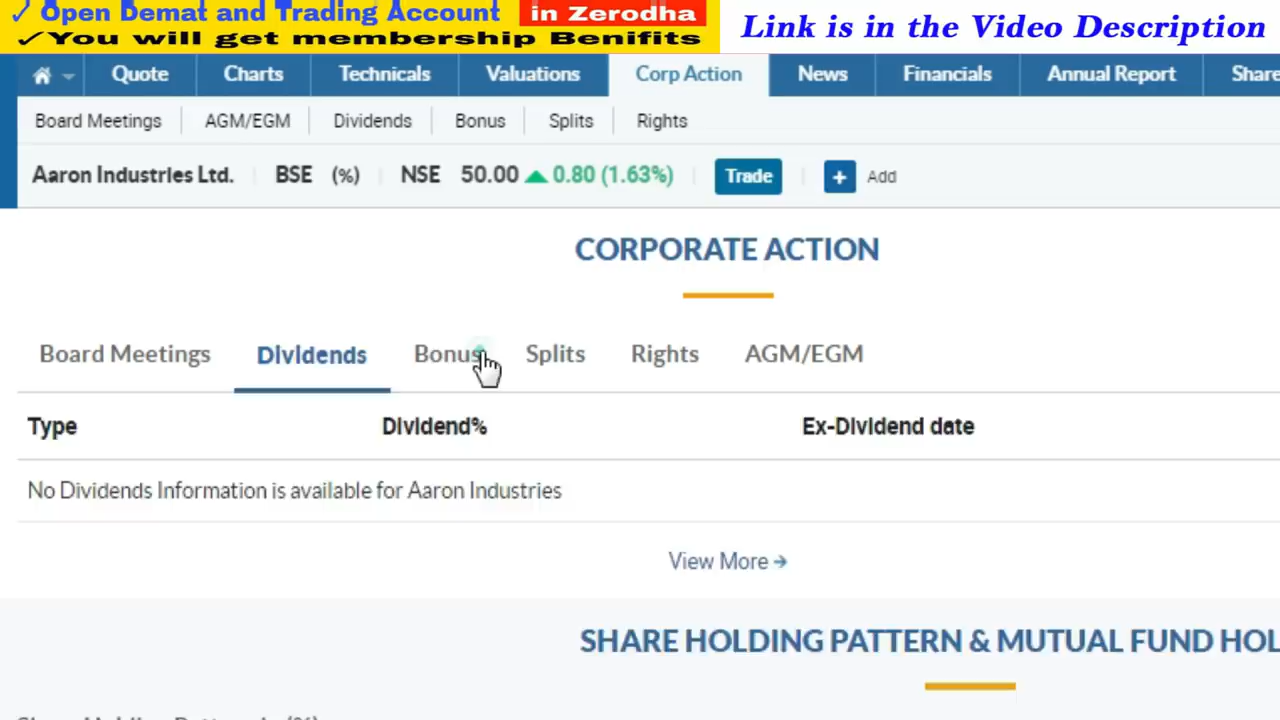 ✓ Open Demat and Trading Account in Zerodha
✓You will get membership Benifits
Link is in the Video Description
Quote Charts Technicals Valuations Corp Action News Financials Annual Report Share
Board Meetings AGM/EGM Dividends Bonus Splits Rights
Aaron Industries Ltd. BSE (%) NSE 50.00 0.80 (1.63%) Trade + Add
CORPORATE ACTION
Board Meetings Dividends Bonus Splits Rights AGM/EGM
Type Dividend% Ex-Dividend date
No Dividends Information is available for Aaron Industries
View More →
SHARE HOLDING PATTERN & MUTUAL FUND HOL